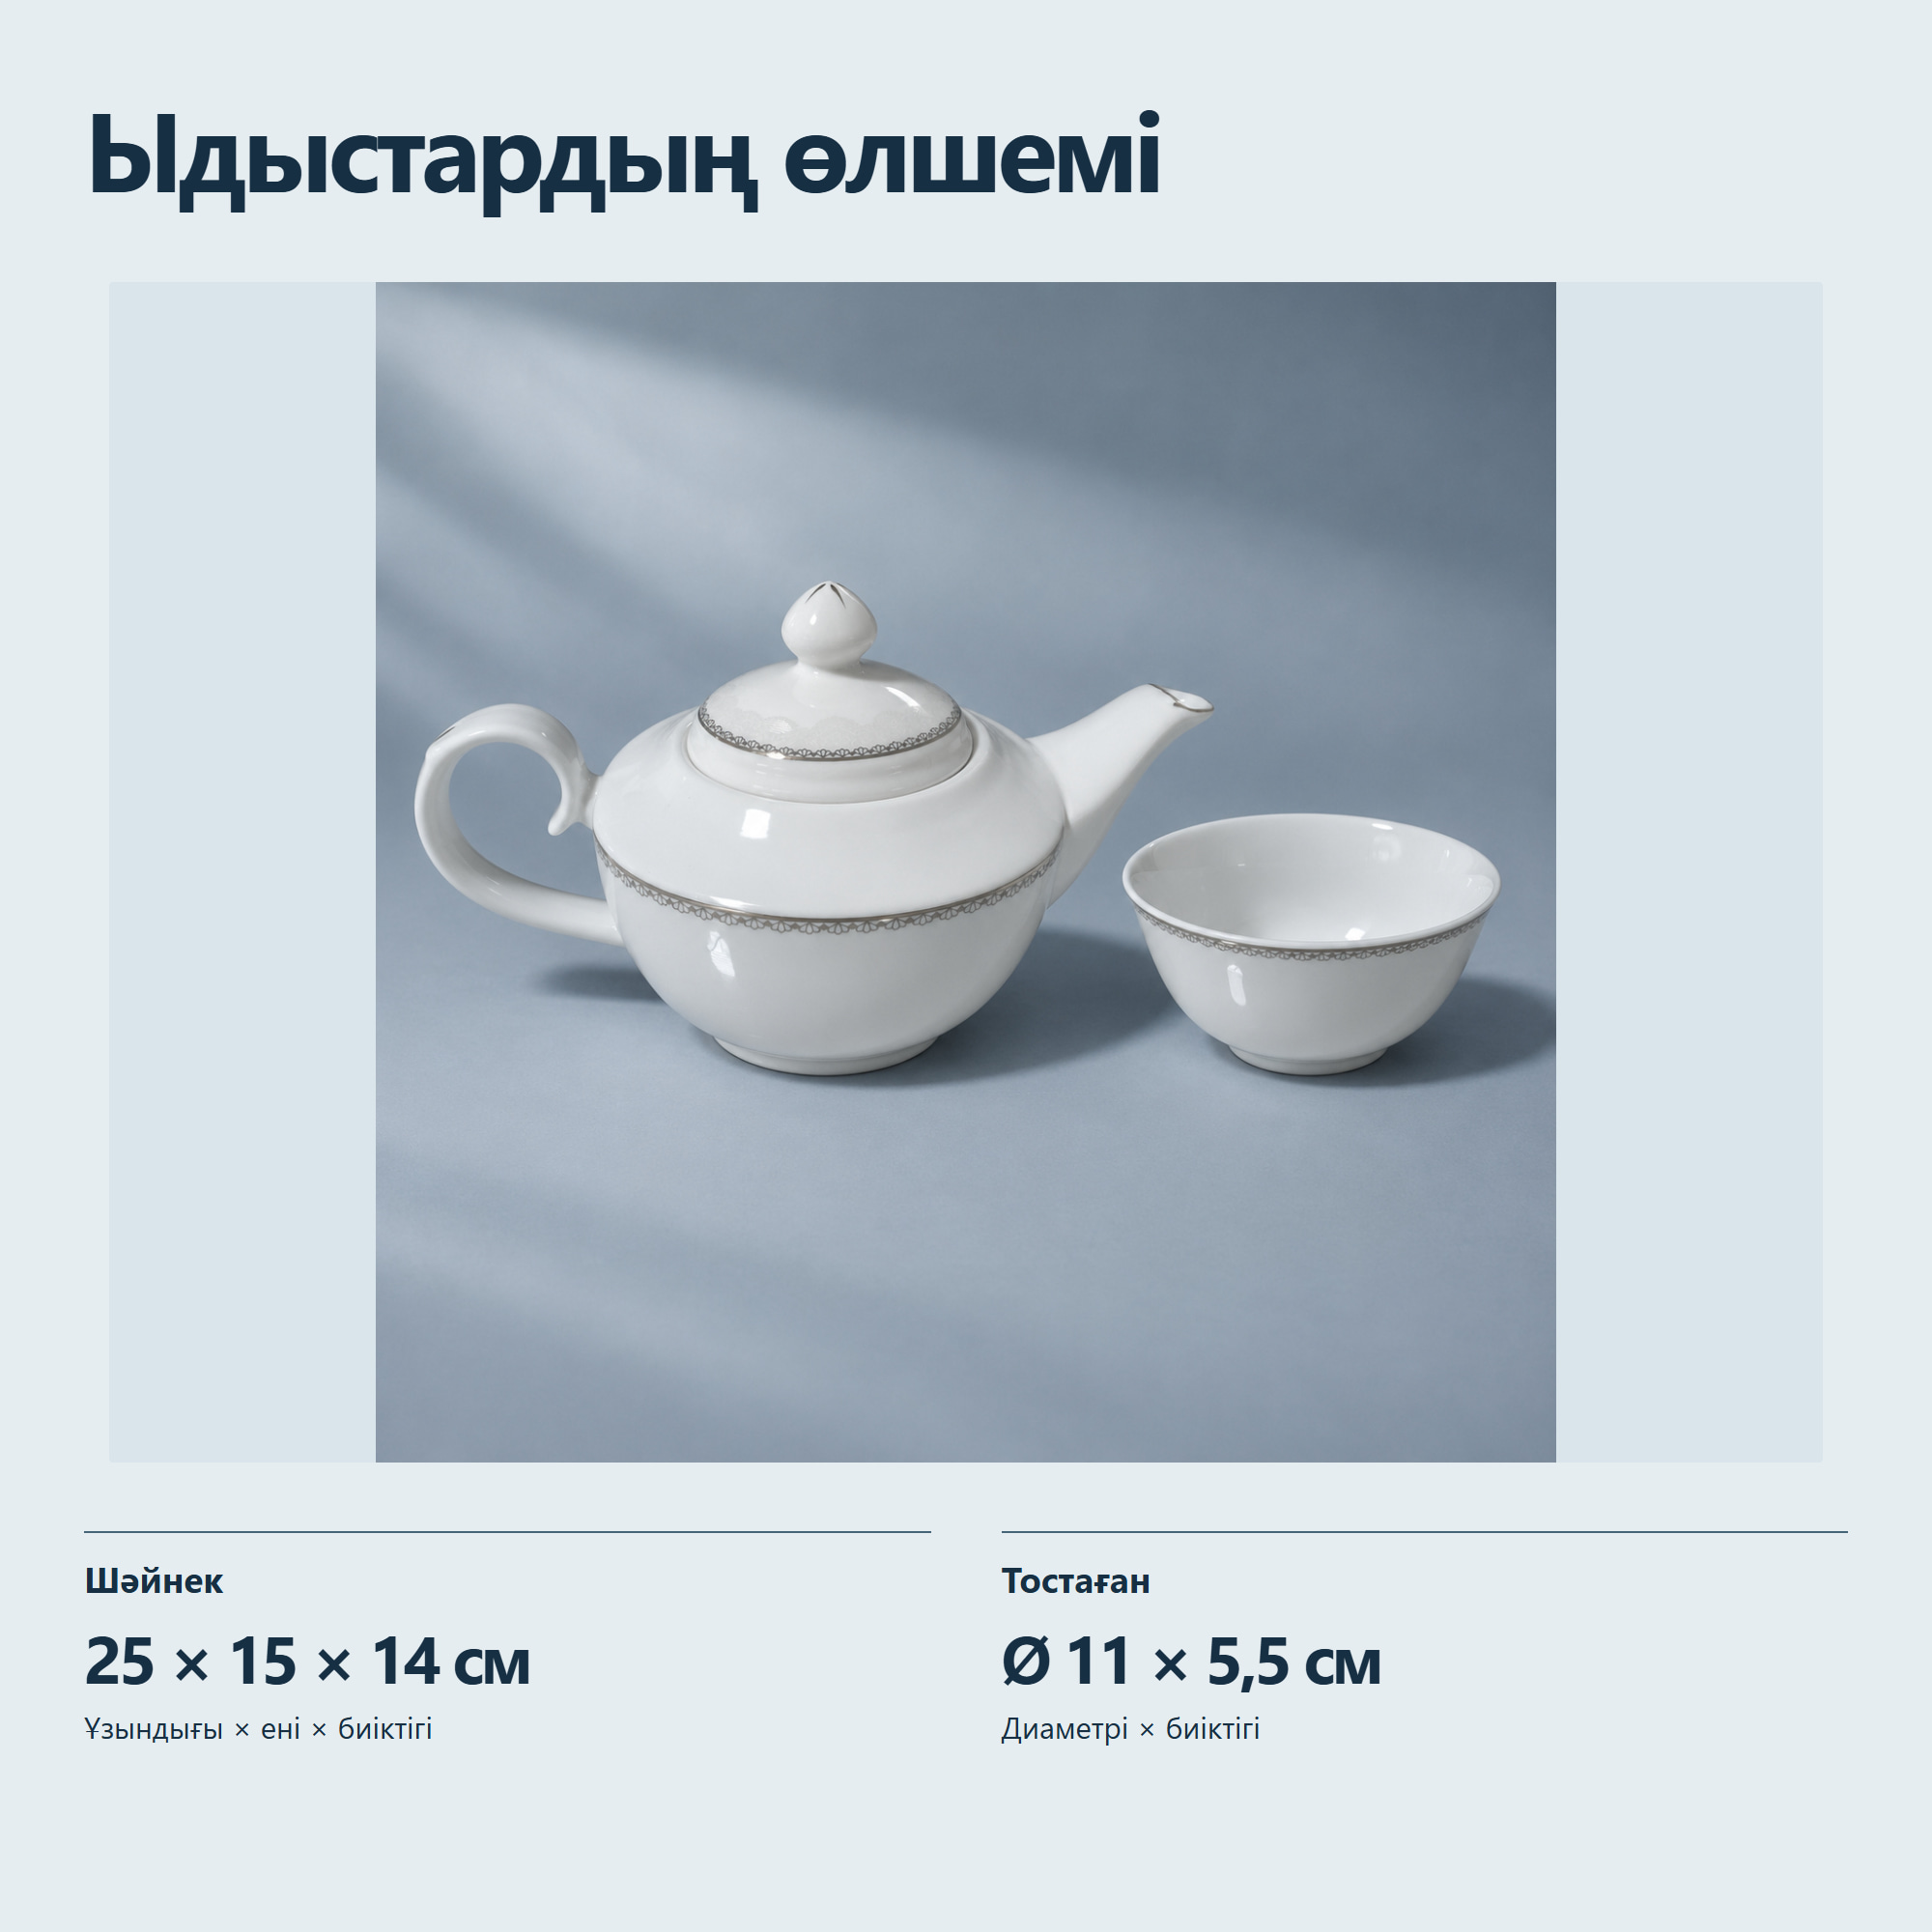 Ыдыстардың өлшемі
Шәйнек
25 × 15 × 14 см
Ұзындығы × ені × биіктігі
Тостаған
Ø 11 × 5,5 см
Диаметрі × биіктігі